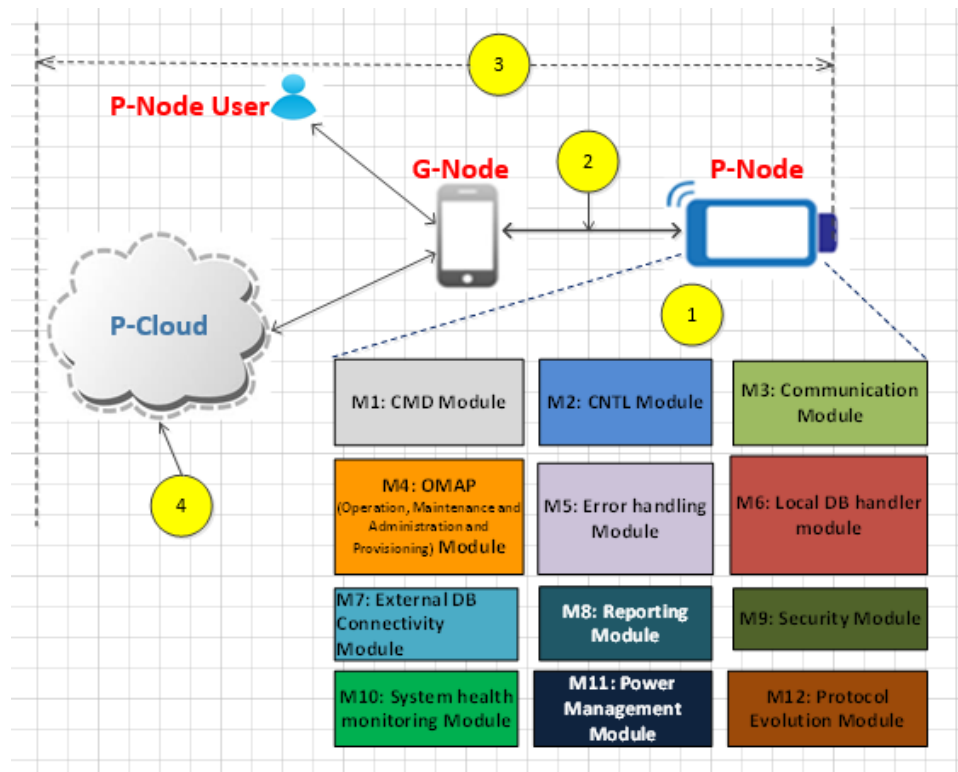 3
P-Node User
G-Node
2
P-Node
P-Cloud
1
4
M1: CMD Module
M2: CNTL Module
M3: Communication
Module
M4: OMAP
(Operation, Maintenance and
Administration and
Provisioning) Module
M5: Error handling
Module
M6: Local DB handler
module
M7: External DB
Connectivity
Module
M8: Reporting
Module
M9: Security Module
M10: System health
monitoring Module
M11: Power
Management
Module
M12: Protocol
Evolution Module